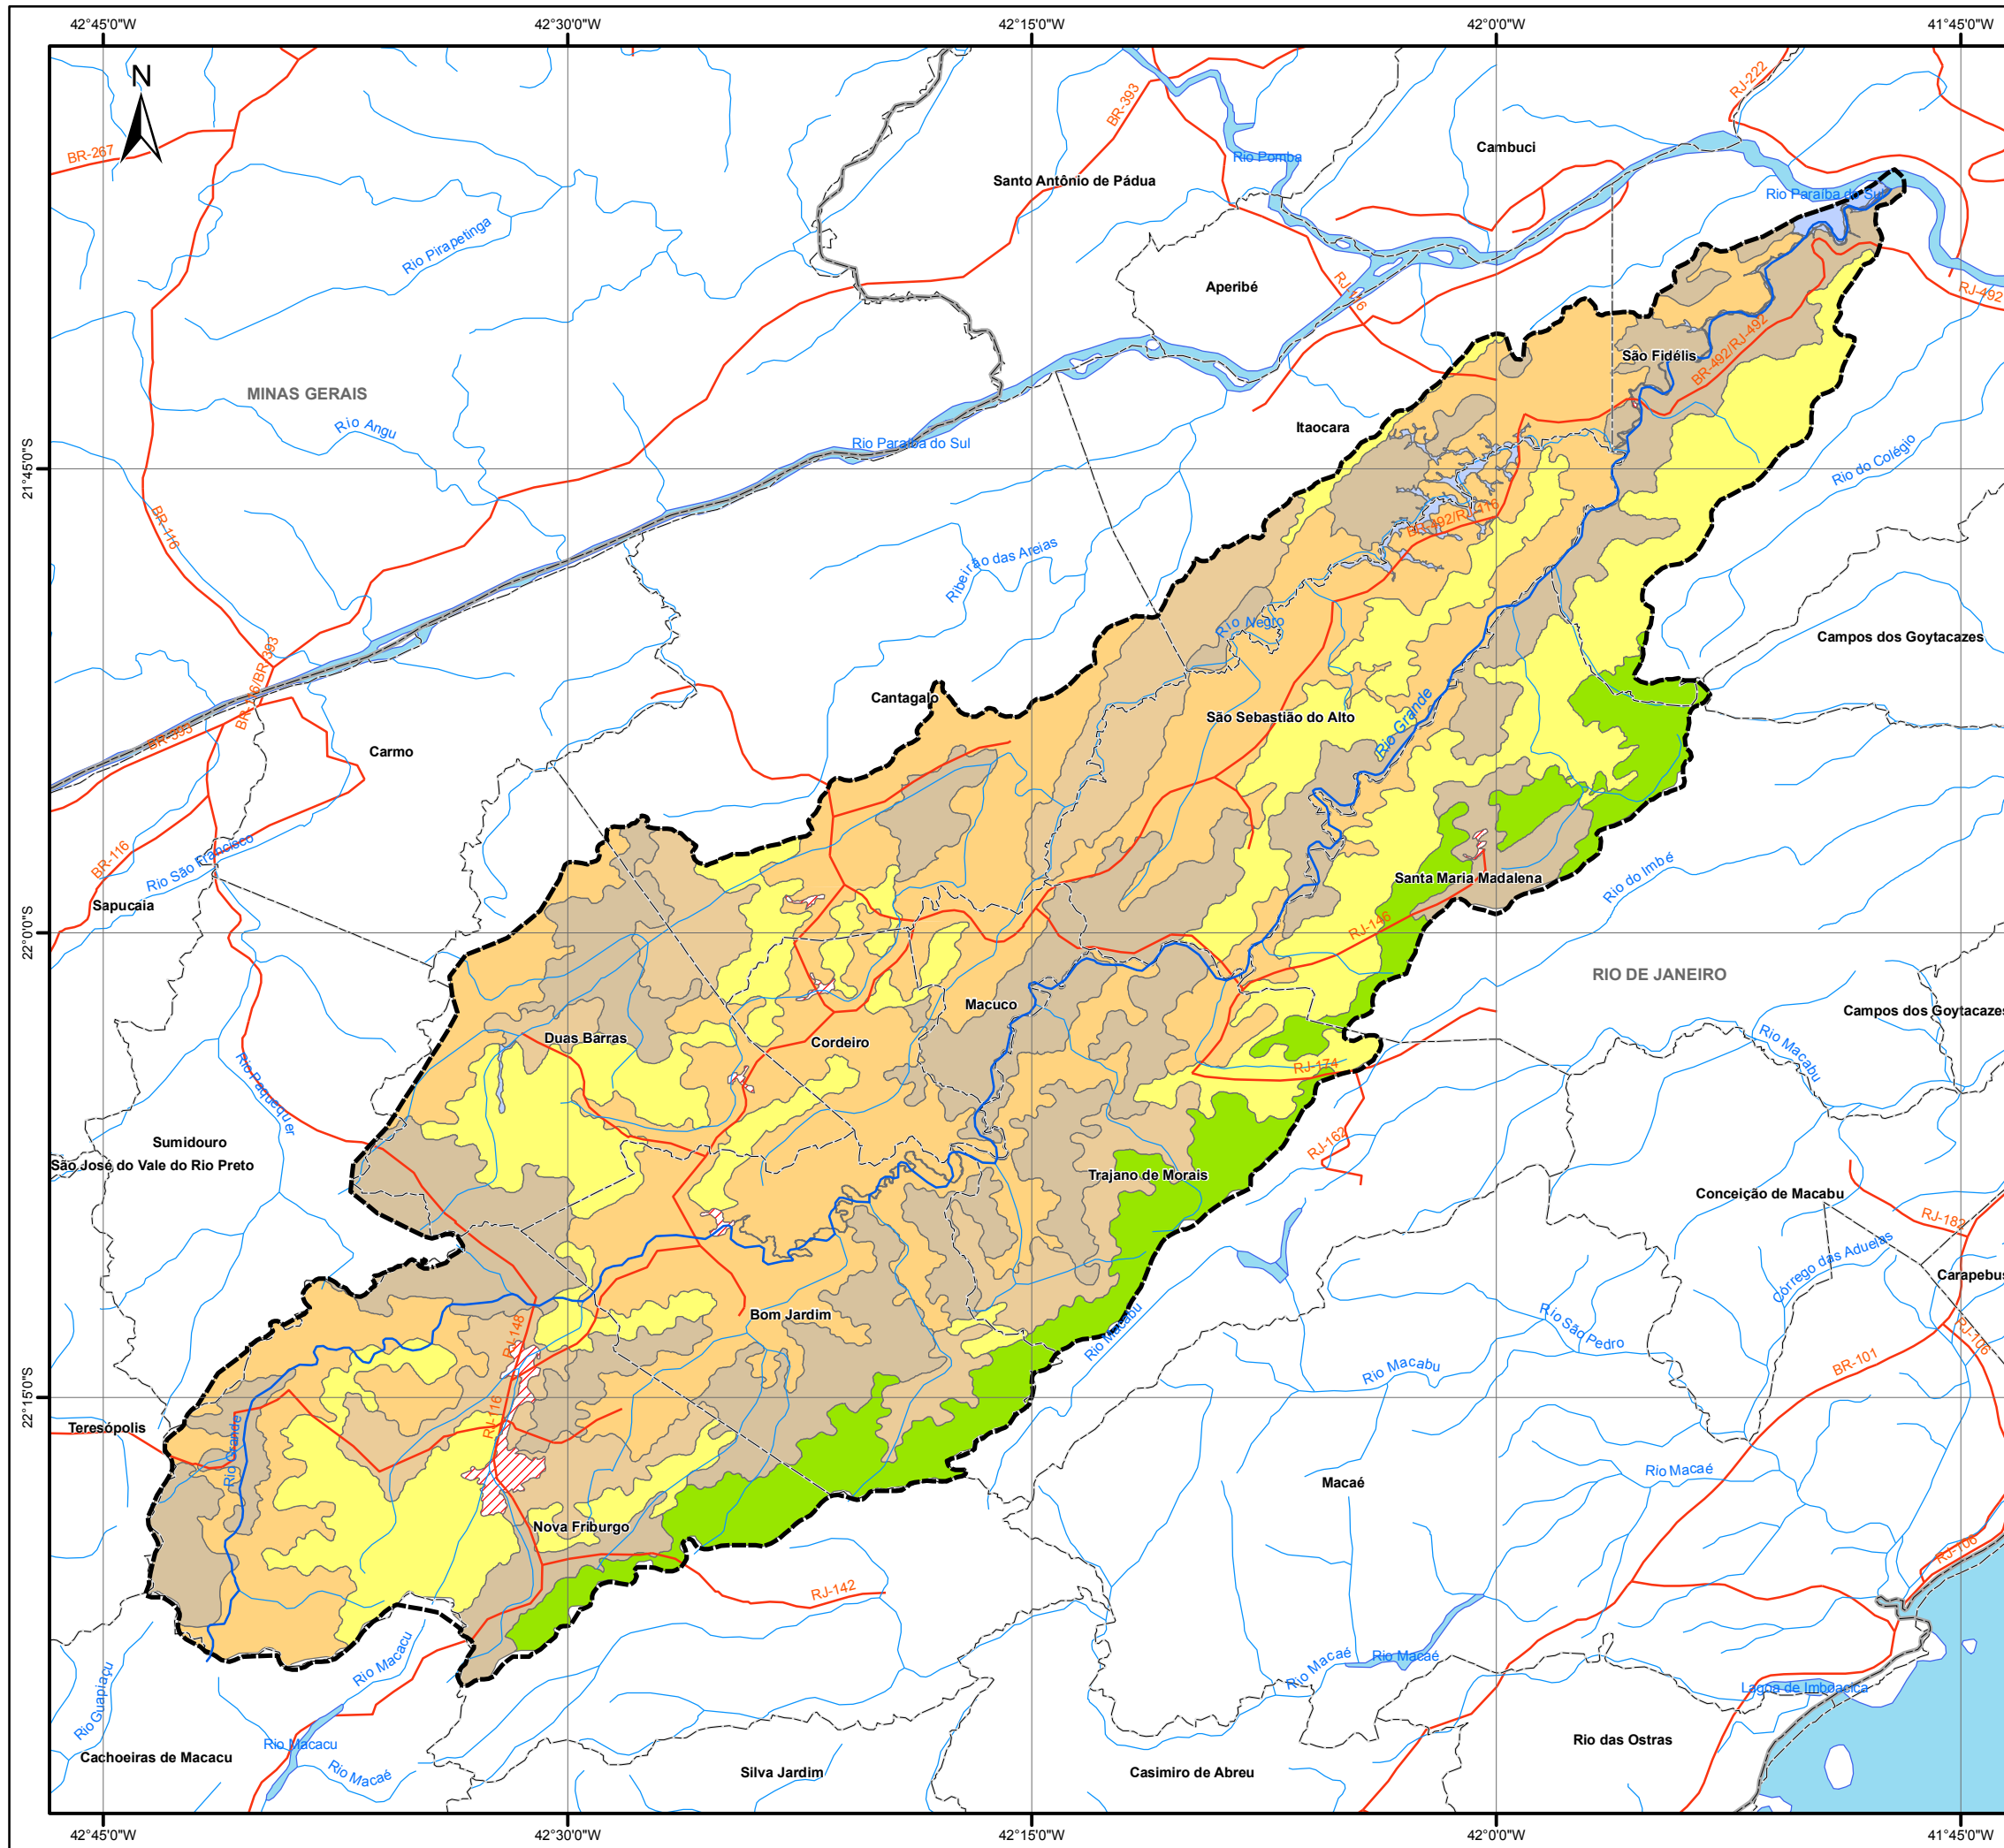 42°45'0"W
42°30'0"W
42°15'0"W
42°0'0"W
41°45'0"W
N
RJ-222
BR-393
BR-267
Cambuci
Rio Pomba
Santo Antônio de Pádua
Rio Paraíba do Sul
Rio Pirapetinga
Aperibé
RJ-116
RJ-492
São Fidélis
BR-492/RJ-492
MINAS GERAIS
Rio Angu
Itaocara
Rio Paraíba do Sul
Rio do Colégio
21°45'0"S
BR-116
BR-492/RJ-116
Ribeirão das Areias
Rio Negro
Campos dos Goytacazes
BR-116/BR-393
Cantagalo
São Sebastião do Alto
Rio Grande
BR-393
Carmo
BR-116
Rio São Francisco
Santa Maria Madalena
Rio do Imbé
Sapucaia
RJ-146
22°0'0"S
RIO DE JANEIRO
Macuco
Campos dos Goytacazes
Duas Barras
Cordeiro
Rio Macabu
RJ-174
Rio Paquequer
Sumidouro
RJ-162
São José do Vale do Rio Preto
Trajano de Morais
Conceição de Macabu
RJ-182
Córrego das Aduelas
Carapebus
Bom Jardim
Rio Macabu
Rio São Pedro
RJ-148
RJ-106
Rio Macabu
BR-101
22°15'0"S
RJ-116
Teresópolis
Rio Grande
Macaé
Rio Macaé
Nova Friburgo
RJ-106
RJ-142
Rio Macacu
Rio Macaé
Rio Macaé
Rio Guapiaçu
Lagoa de Imboacica
Rio Macacu
Rio das Ostras
Cachoeiras de Macacu
Rio Macaé
Silva Jardim
Casimiro de Abreu
42°45'0"W
42°30'0"W
42°15'0"W
42°0'0"W
41°45'0"W